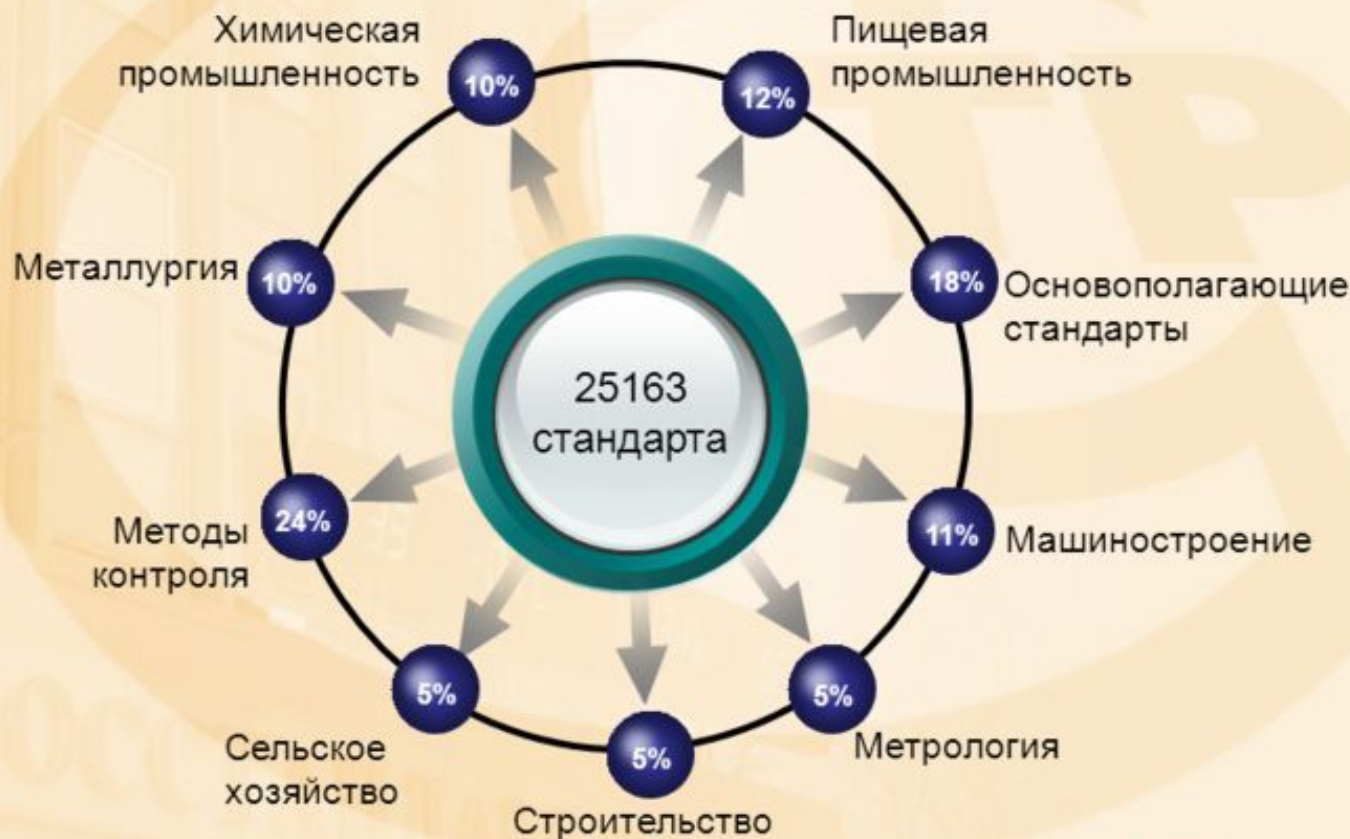 Химическая
промышленность
10%
Пищевая
промышленность
12%
Металлургия
10%
18%
Основополагающие
стандарты
25163
стандарта
Методы
контроля
24%
11%
Машиностроение
Сельское
хозяйство
5%
Строительство
5%
5%
Метрология